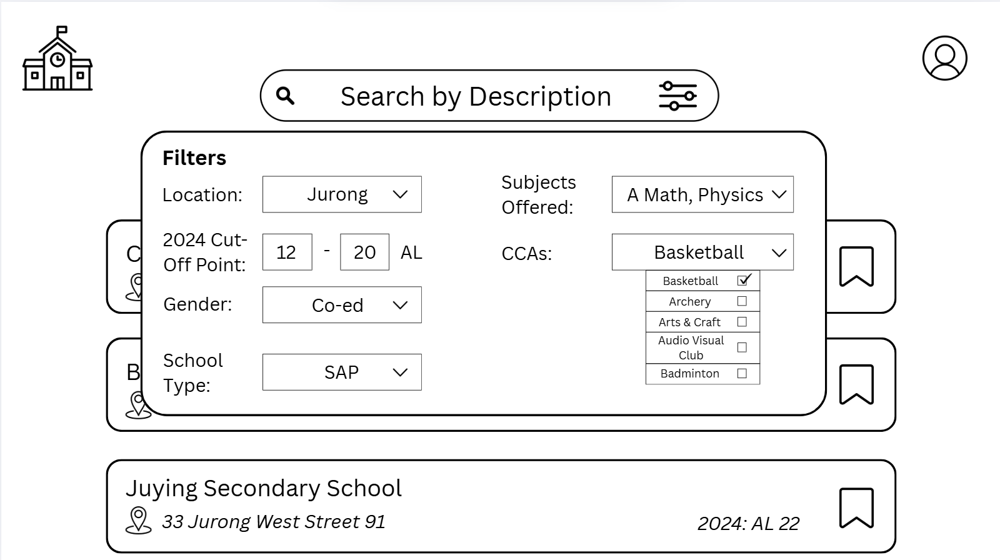 Search by Description
Filters
Location:
Jurong
Subjects
Offered:
A Math, Physics
2024 Cut-
Off Point:
12 - 20 AL
CCAs:
Basketball
Basketball
Archery
Arts & Craft
Audio Visual
Club
Badminton
Gender:
Co-ed
School
Type:
SAP
C
B
Juying Secondary School
33 Jurong West Street 91
2024: AL 22